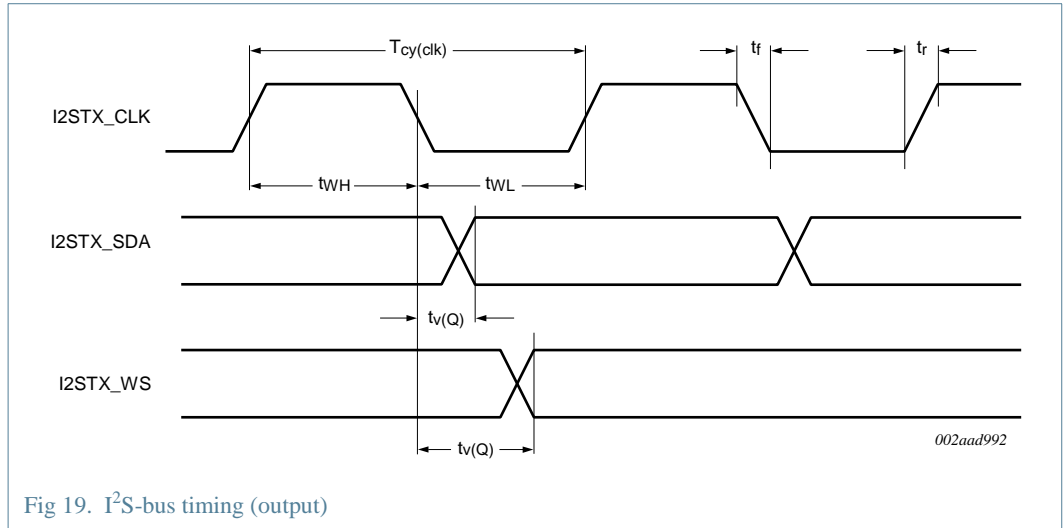 Tcy(clk)
tf
tr
I2STX_CLK
tWH
tWL
I2STX_SDA
tv(Q)
I2STX_WS
tv(Q)
002aad992
Fig 19. I²S-bus timing (output)